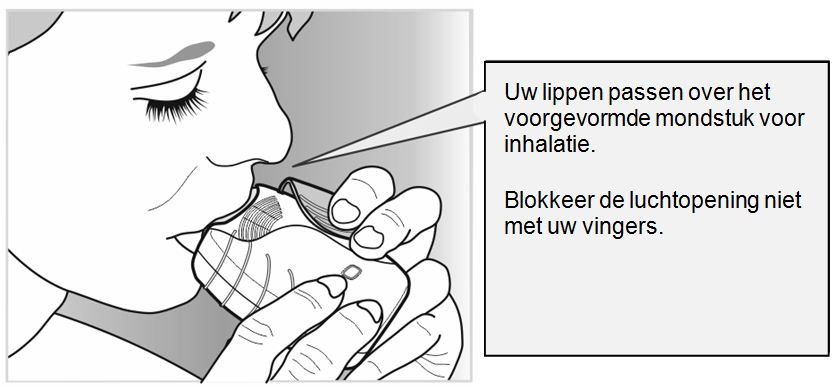 Uw lippen passen over het
voorgevormde mondstuk voor
inhalatie.
Blokkeer de luchtopening niet
met uw vingers.